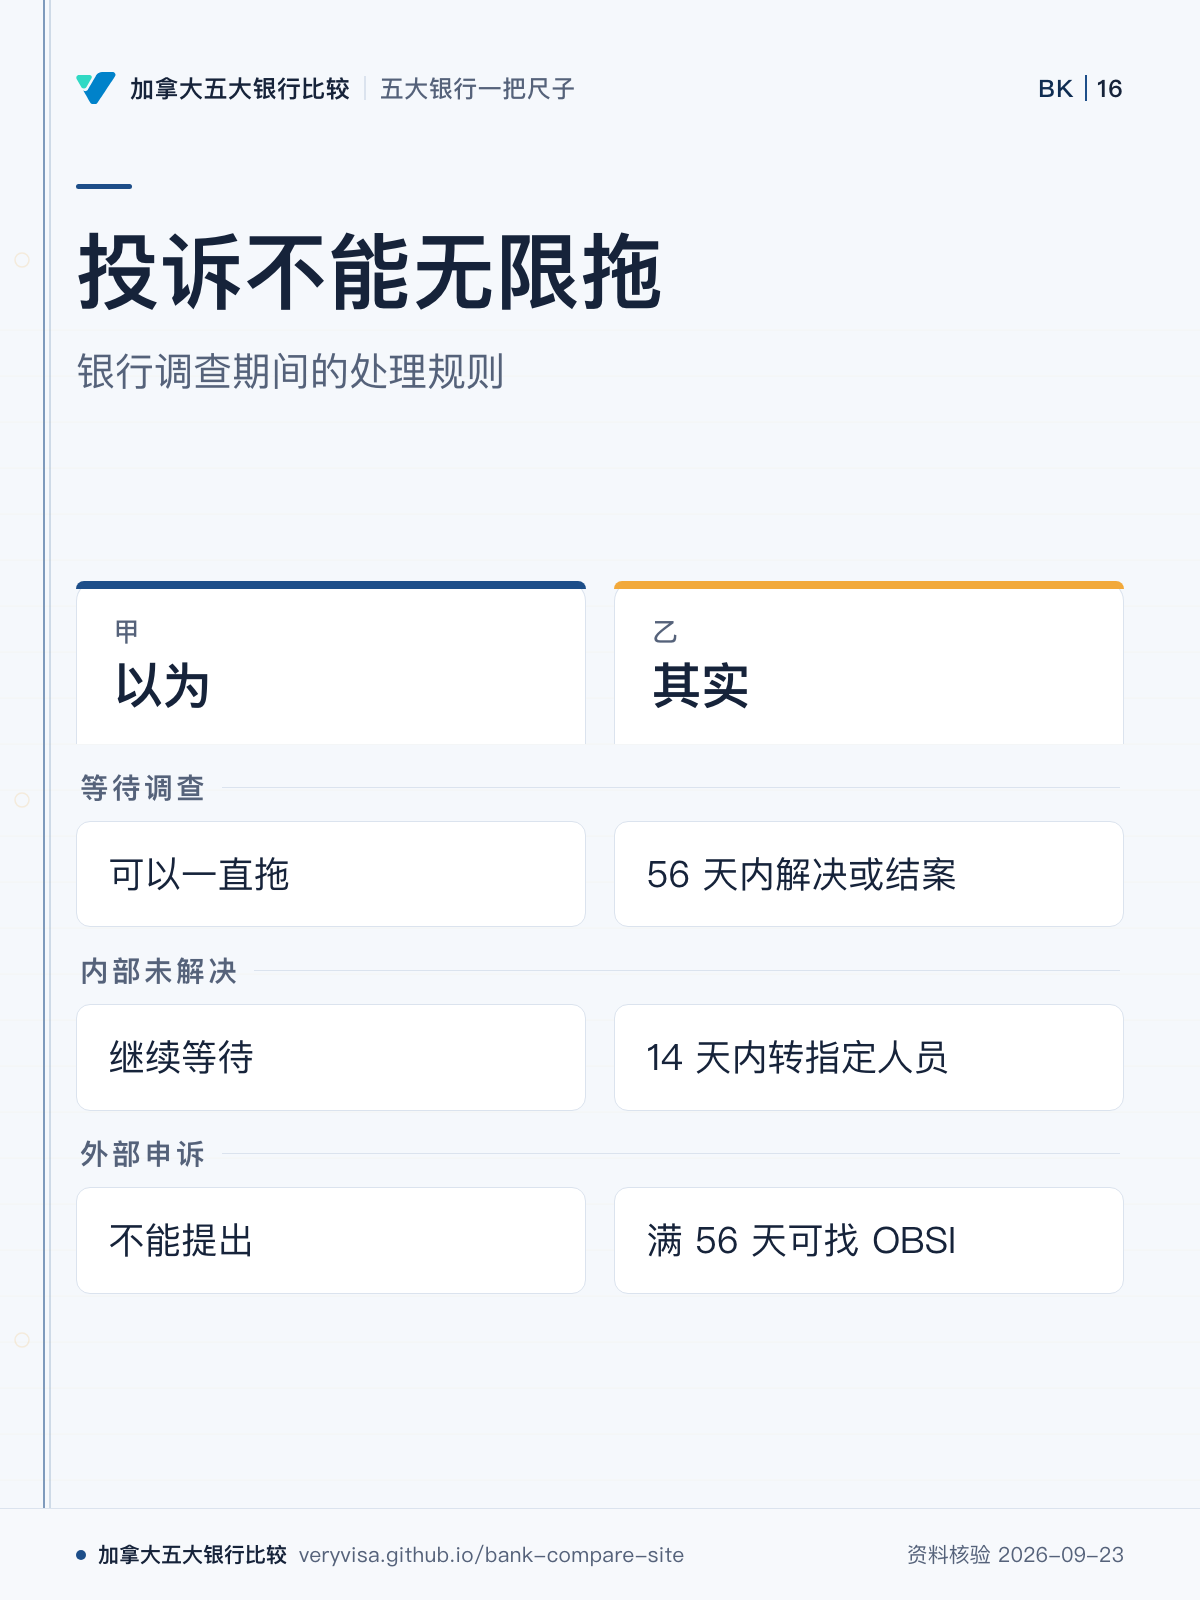 加拿大五大银行比较 五大银行一把尺子 BK 16
投诉不能无限拖
银行调查期间的处理规则
甲 乙
以为 其实
等待调查
可以一直拖 56 天内解决或结案
内部未解决
继续等待 14 天内转指定人员
外部申诉
不能提出 满 56 天可找 OBSI
加拿大五大银行比较 veryvisa.github.io/bank-compare-site 资料核验 2026-09-23